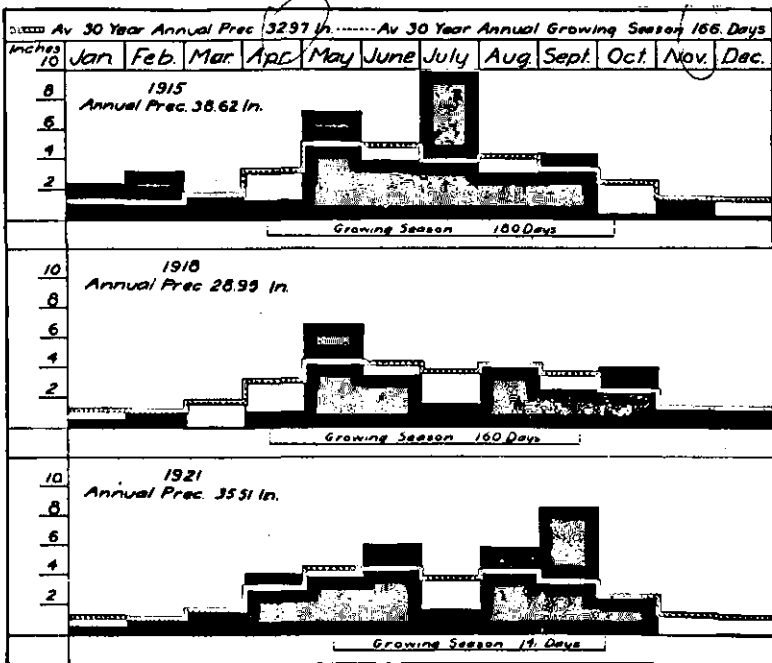 Av 30 Year Annual Prec 32.97 In. Av 30 Year Annual Growing Season 166. Days
Inches Jan Feb. Mar. Apr. May June July Aug. Sept. Oct. Nov. Dec.
10
8
6
4
2
1915
Annual Prec. 38.62 In.
Growing Season 180 Days
10
8
6
4
2
1918
Annual Prec 28.95 In.
Growing Season 160 Days
10
8
6
4
2
1921
Annual Prec. 35.51 In.
Growing Season Days